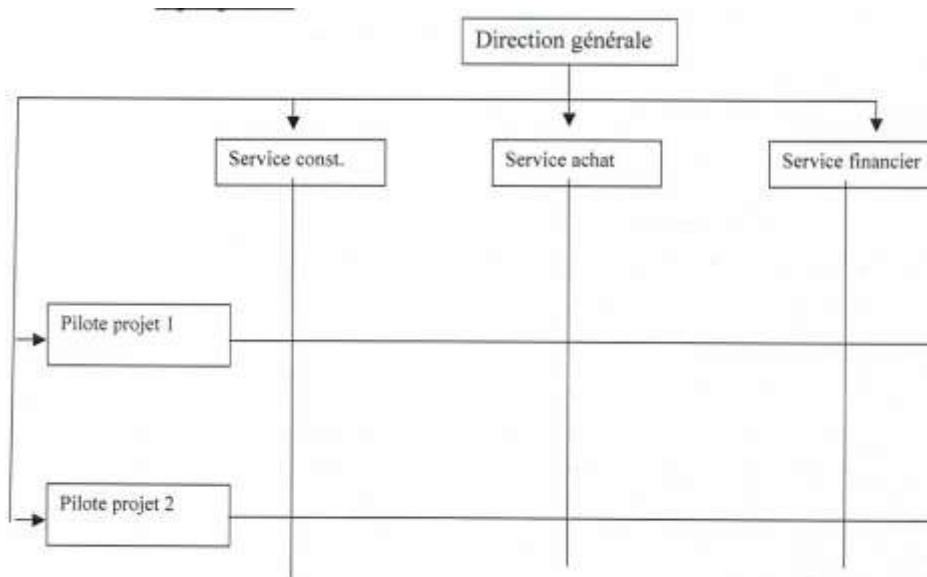 Direction générale
Service const.
Service achat
Service financier
Pilote projet 1
Pilote projet 2